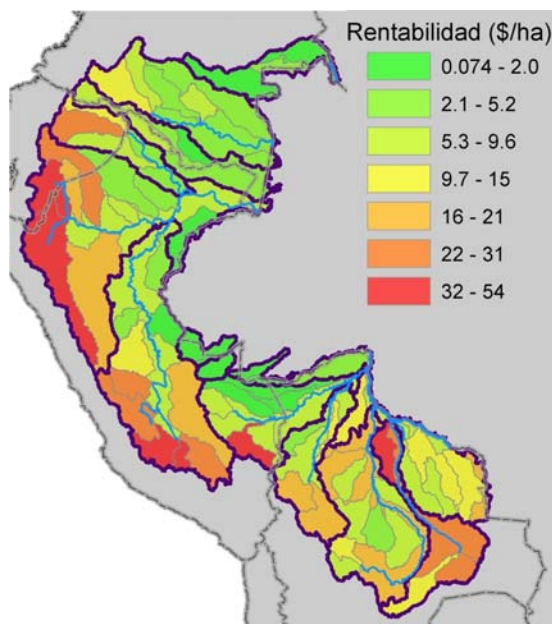 Rentabilidad ($/ha)
0.074 - 2.0
2.1 - 5.2
5.3 - 9.6
9.7 - 15
16 - 21
22 - 31
32 - 54